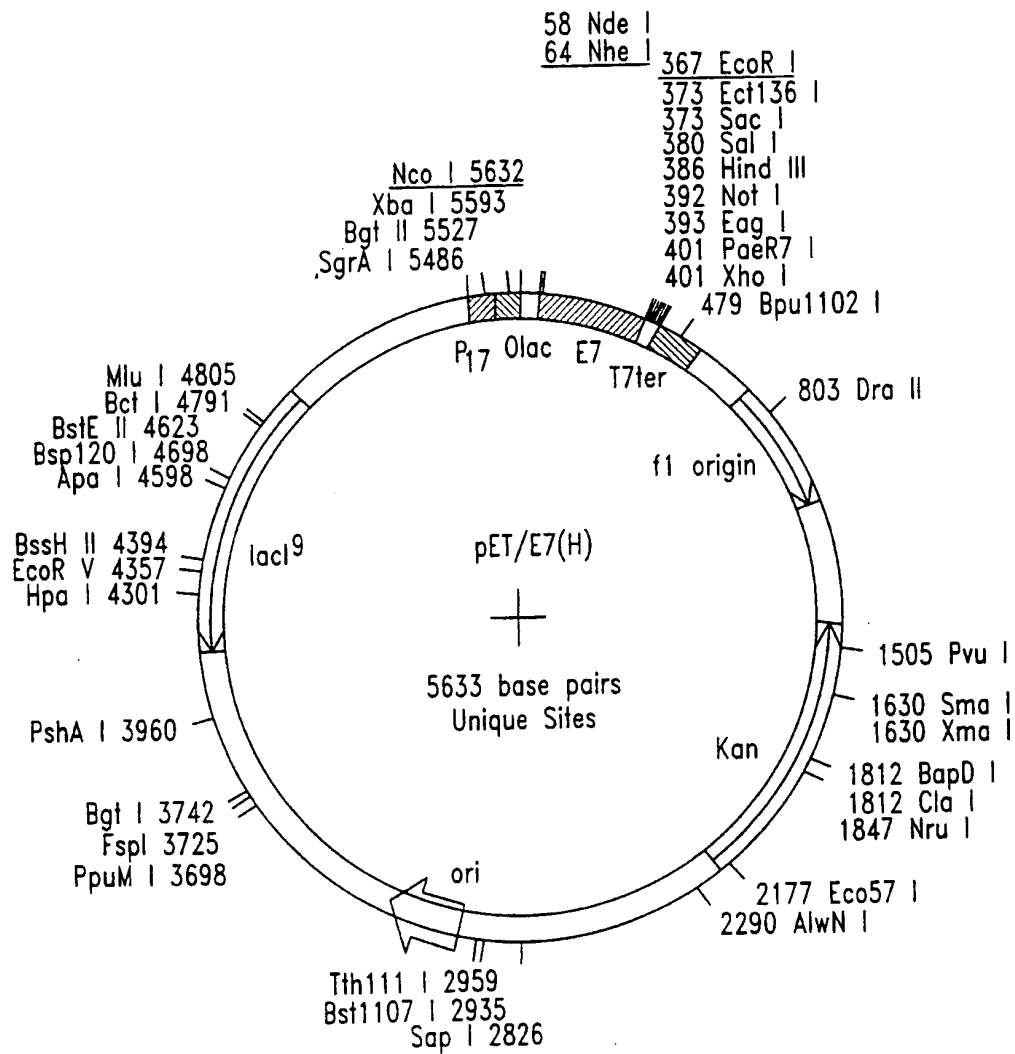 58 Nde I
64 Nhe I
367 EcoR I
373 Ect136 I
373 Sac I
380 Sal I
386 Hind III
392 Not I
393 Eag I
401 PaeR7 I
401 Xho I
479 Bpu1102 I
Nco I 5632
Xba I 5593
Bgt II 5527
SgrA I 5486
P17 Olac E7 T7ter
803 Dra II
f1 origin
Mlu I 4805
Bct I 4791
BstE II 4623
Bsp120 I 4698
Apa I 4598
BssH II 4394
EcoR V 4357
Hpa I 4301
lacI9
pET/E7(H)
5633 base pairs
Unique Sites
1505 Pvu I
1630 Sma I
1630 Xma I
Kan
1812 BapD I
1812 Cla I
1847 Nru I
2177 Eco57 I
2290 AlwN I
PshA I 3960
Bgt I 3742
FspI 3725
PpuM I 3698
ori
Tth111 I 2959
Bst1107 I 2935
Sap I 2826